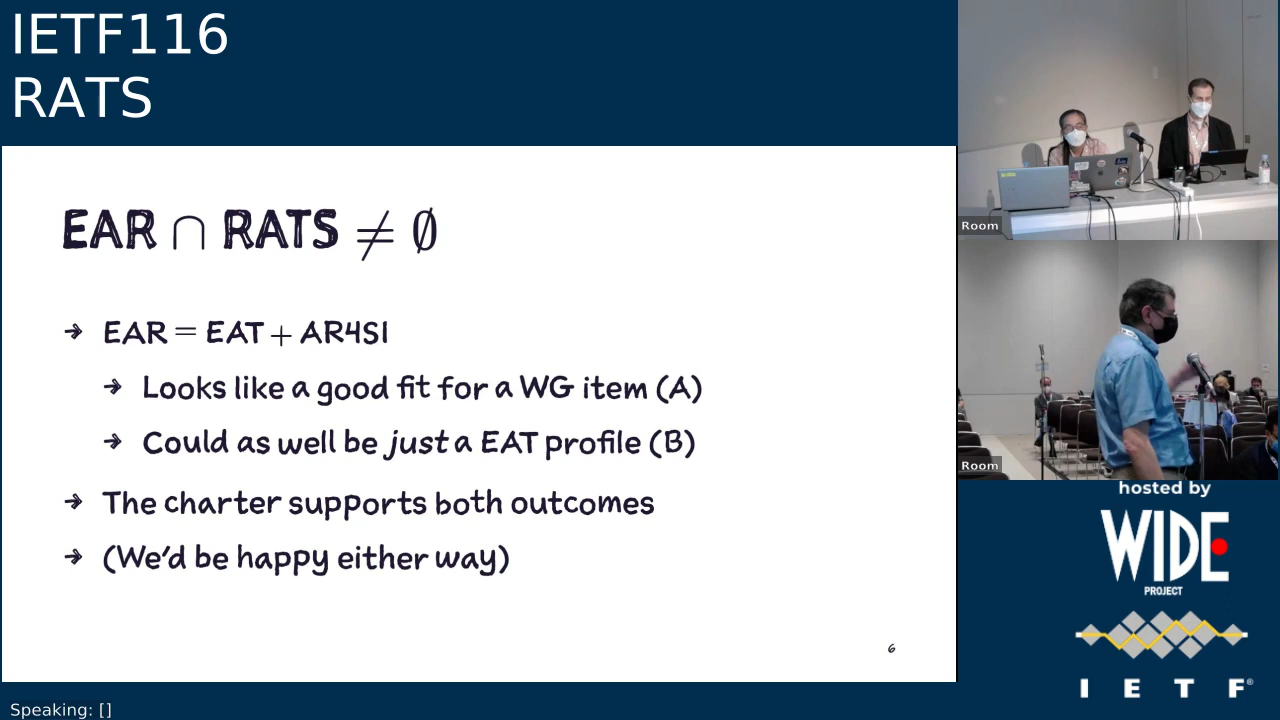 IETF116
RATS
EAR ∩ RATS ≠ ∅
→ EAR = EAT + AR4SI
→ Looks like a good fit for a WG item (A)
→ Could as well be just a EAT profile (B)
→ The charter supports both outcomes
→ (We'd be happy either way)
6
Speaking: []
Room
Room
hosted by
WIDE
PROJECT
I E T F®